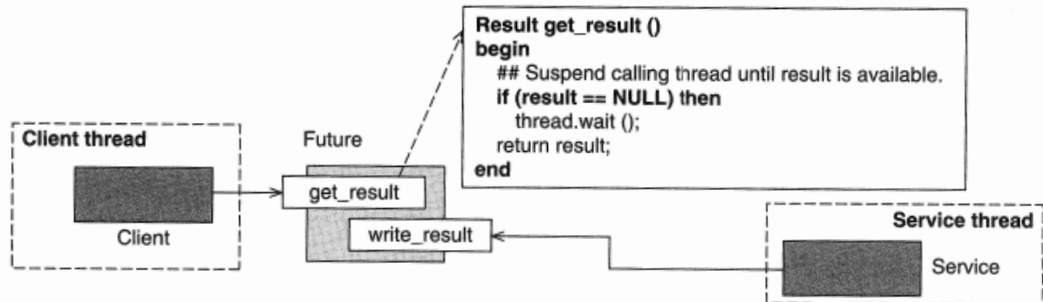 Result get_result ()
begin
## Suspend calling thread until result is available.
if (result == NULL) then
thread.wait ();
return result;
end
Client thread
Client
Future
get_result
write_result
Service thread
Service